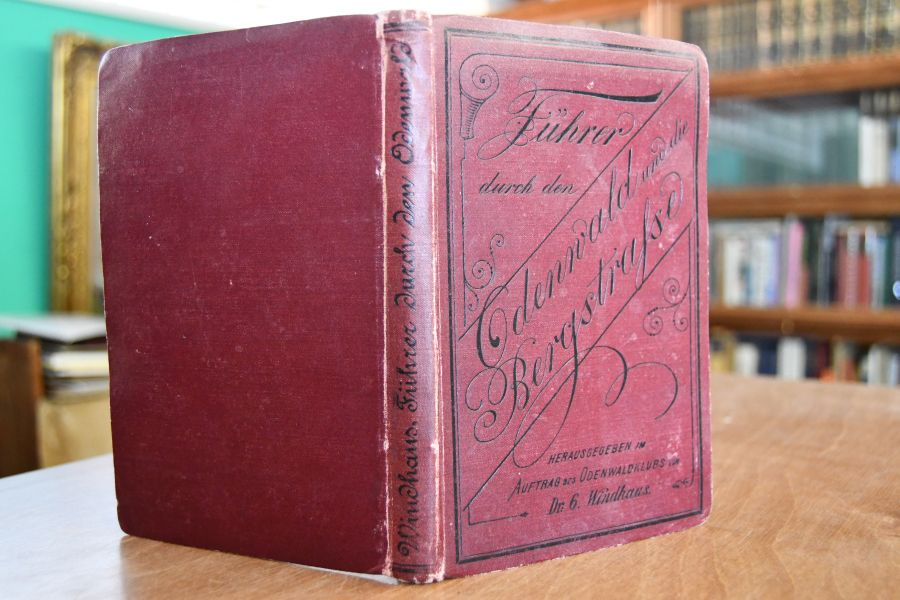 Windhaus, Führer durch den Odenwald
Führer
durch den
Odenwald und die
Bergstraſse
HERAUSGEGEBEN IM
AUFTRAG DES ODENWALDKLUBS VON
Dr. G. Windhaus.